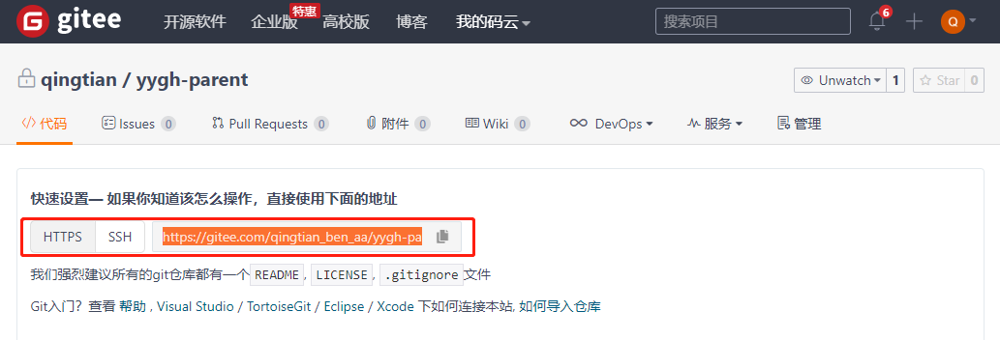 gitee 开源软件 企业版 特惠 高校版 博客 我的码云 搜索项目 6 Q
qingtian / yygh-parent Unwatch 1 Star 0
代码 Issues 0 Pull Requests 0 附件 0 Wiki 0 DevOps 服务 管理
快速设置— 如果你知道该怎么操作，直接使用下面的地址
HTTPS SSH https://gitee.com/qingtian_ben_aa/yygh-pa
我们强烈建议所有的git仓库都有一个 README, LICENSE, .gitignore 文件
Git入门？查看 帮助 , Visual Studio / TortoiseGit / Eclipse / Xcode 下如何连接本站, 如何导入仓库